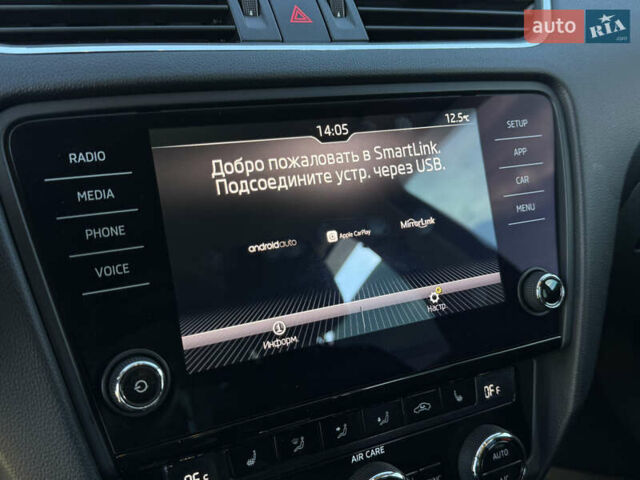 auto RIA.com
14:05
12.5°C
Добро пожаловать в SmartLink.
Подсоедините устр. через USB.
androidauto
Apple CarPlay
MirrorLink
Информ.
Настр.
RADIO
MEDIA
PHONE
VOICE
SETUP
APP
CAR
MENU
AIR CARE
AUTO